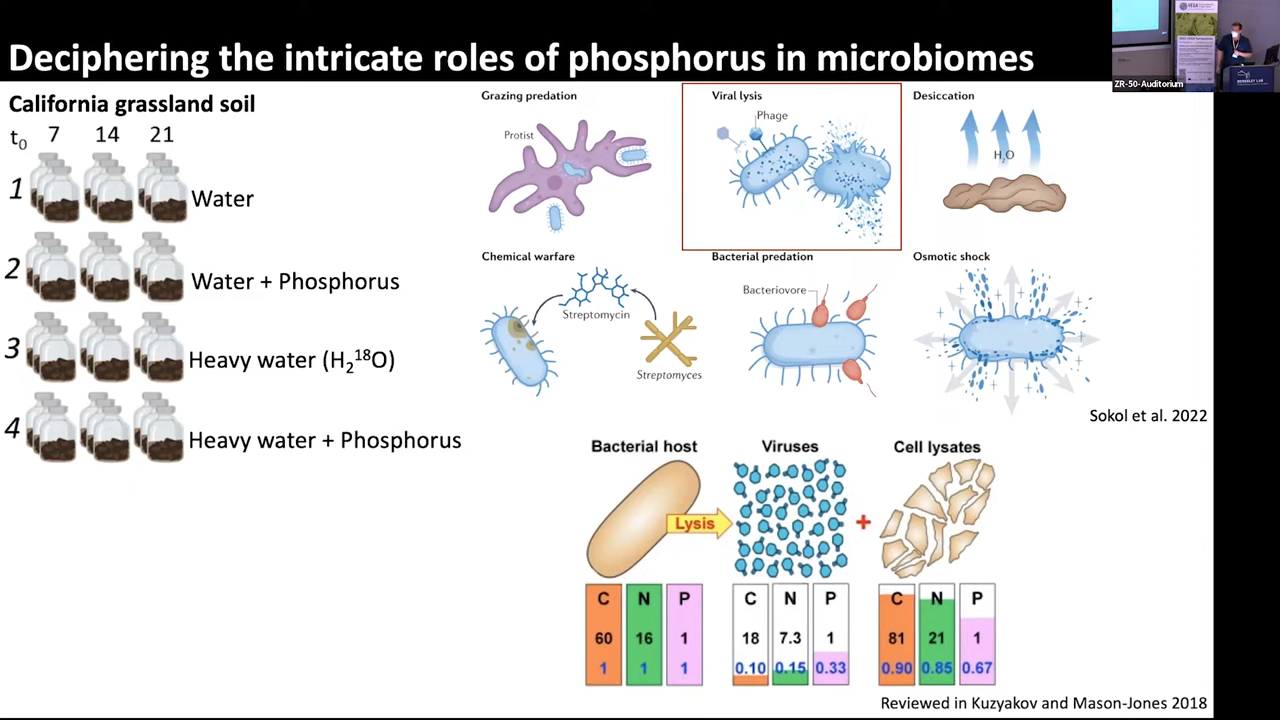 Deciphering the intricate roles of phosphorus in microbiomes
ZR-50-Auditorium
BERKELEY LAB
California grassland soil
t0 7 14 21
1 Water
2 Water + Phosphorus
3 Heavy water (H218O)
4 Heavy water + Phosphorus
Grazing predation
Protist
Viral lysis
Phage
Desiccation
H2O
Chemical warfare
Streptomycin
Streptomyces
Bacterial predation
Bacteriovore
Osmotic shock
Sokol et al. 2022
Bacterial host Viruses Cell lysates
Lysis + 
C N P C N P C N P
60 16 1 18 7.3 1 81 21 1
1 1 1 0.10 0.15 0.33 0.90 0.85 0.67
Reviewed in Kuzyakov and Mason-Jones 2018